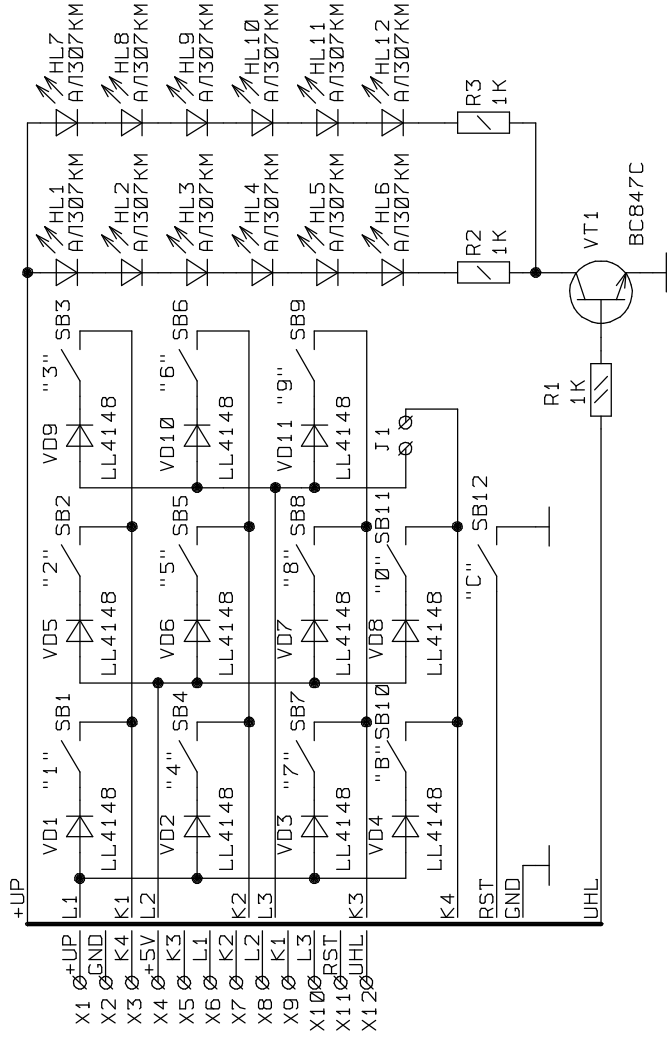 HL7
АЛ307КМ
HL8
АЛ307КМ
HL9
АЛ307КМ
HL10
АЛ307КМ
HL11
АЛ307КМ
HL12
АЛ307КМ
R3
1K
HL1
АЛ307КМ
HL2
АЛ307КМ
HL3
АЛ307КМ
HL4
АЛ307КМ
HL5
АЛ307КМ
HL6
АЛ307КМ
R2
1K
VT1
BC847C
"3"
SB3
VD9
LL4148
"6"
SB6
VD10
LL4148
"9"
SB9
VD11
LL4148
J1
R1
1K
"2"
SB2
VD5
LL4148
"5"
SB5
VD6
LL4148
"8"
SB8
VD7
LL4148
"0"
SB11
VD8
LL4148
"C"
SB12
"1"
SB1
VD1
LL4148
"4"
SB4
VD2
LL4148
"7"
SB7
VD3
LL4148
"B"
SB10
VD4
LL4148
+UP
L1
K1
L2
K2
L3
K3
K4
RST
GND
UHL
X1 +UP
X2 GND
X3 K4
X4 +5V
X5 K3
X6 L1
X7 K2
X8 L2
X9 K1
X10 L3
X11 RST
X12 UHL